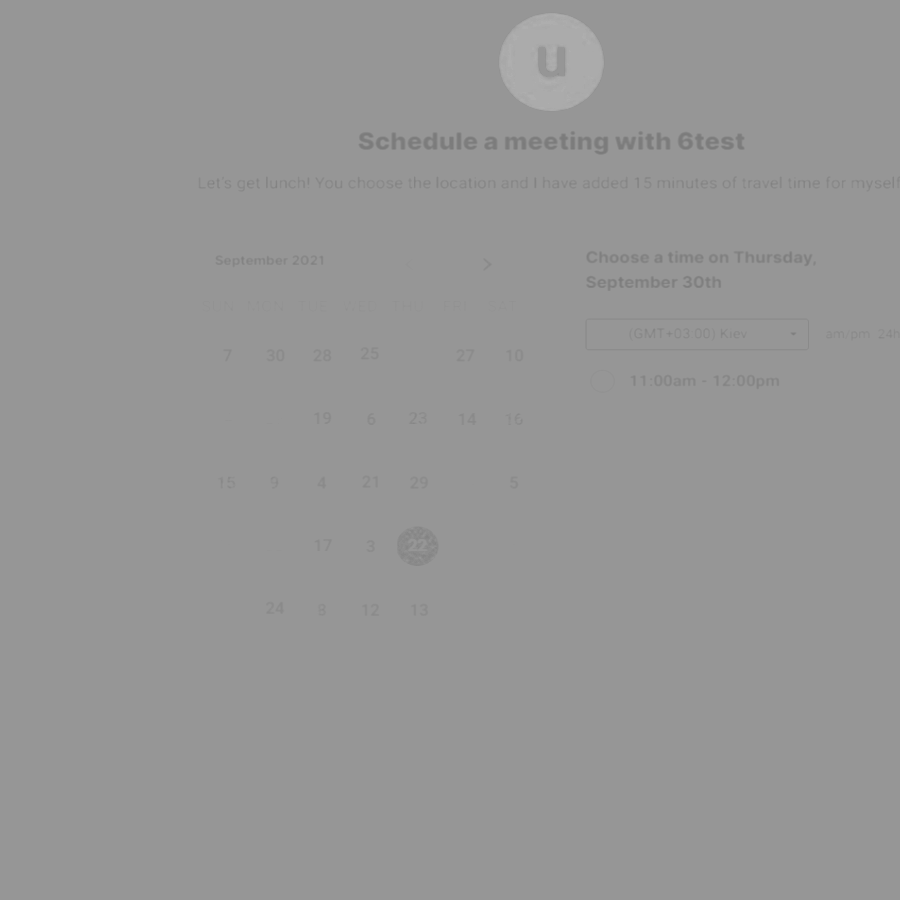 u
Schedule a meeting with 6test
Let's get lunch! You choose the location and I have added 15 minutes of travel time for myself
September 2021
Choose a time on Thursday,
September 30th
SUN MON TUE WED THU FRI SAT
(GMT+03:00) Kiev am/pm 24h
7 30 28 25 27 10
11:00am - 12:00pm
19 6 23 14 16
15 9 4 21 29 5
17 3 22
24 8 12 13